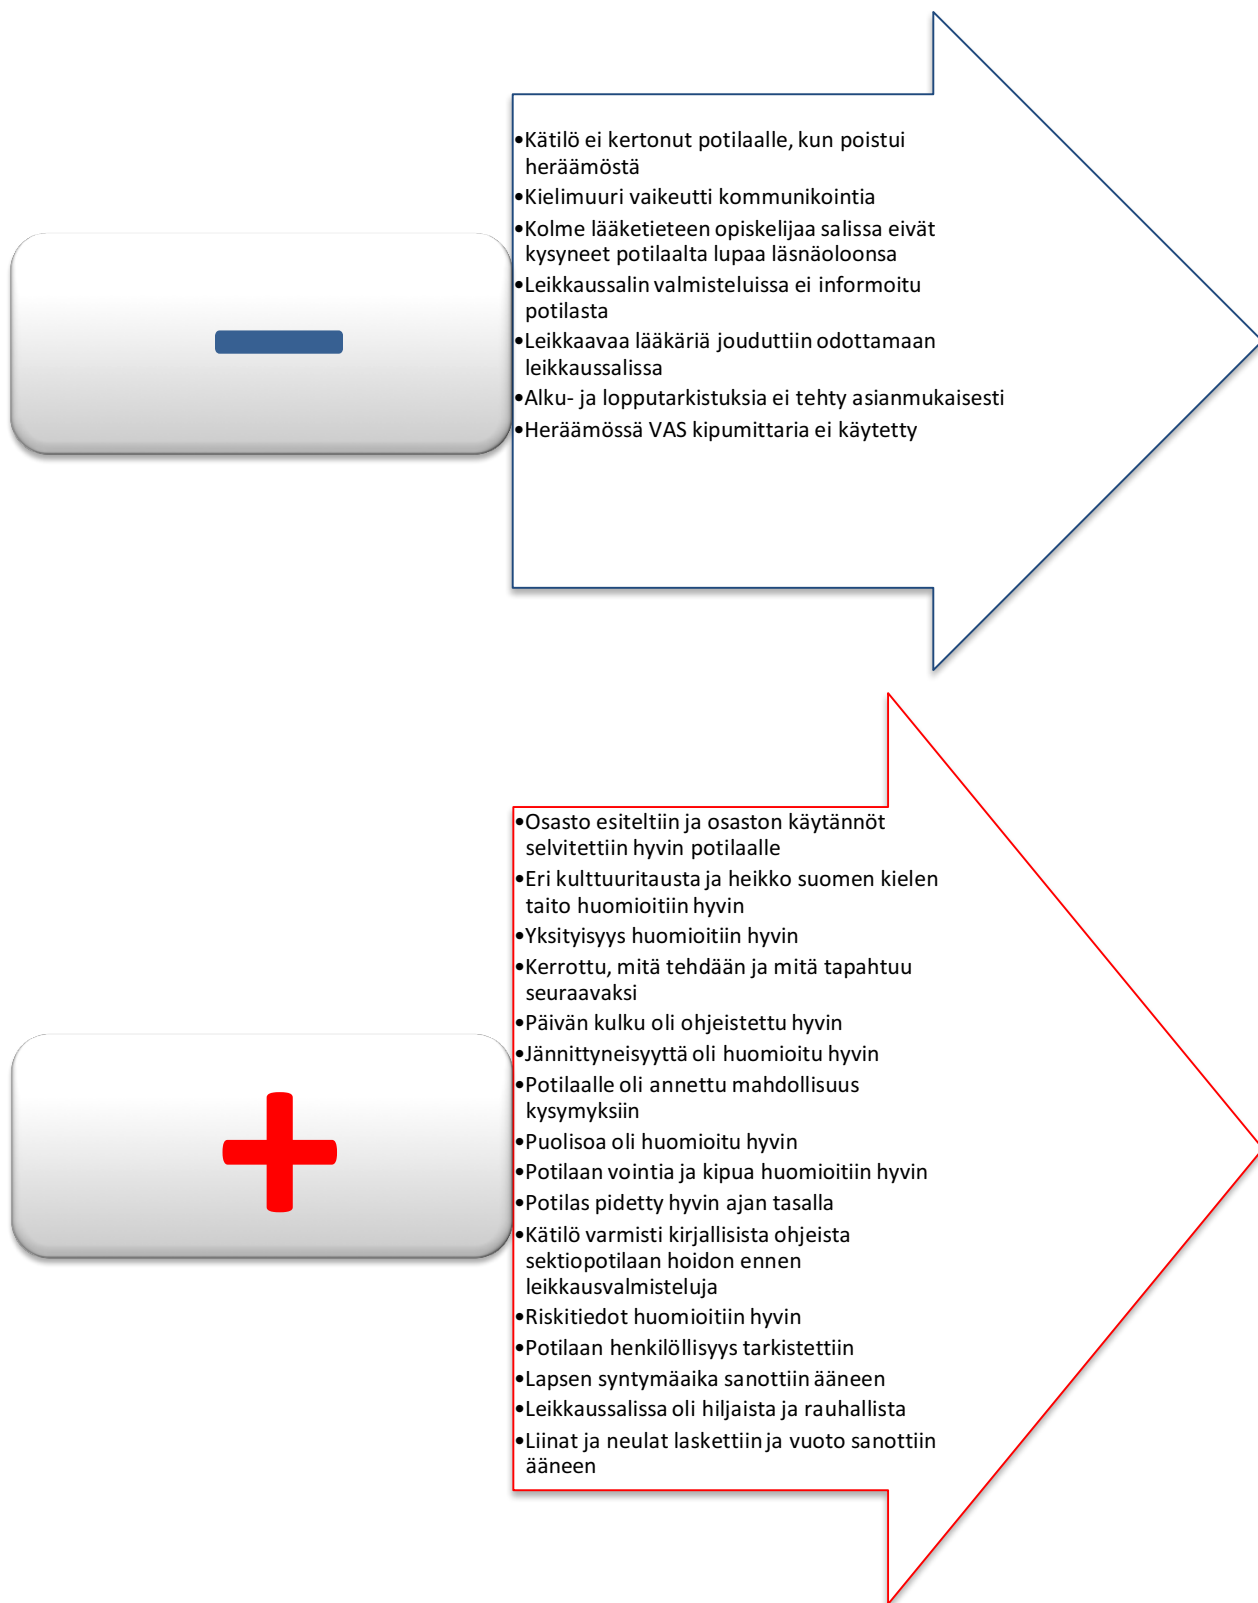 •Kätilö ei kertonut potilaalle, kun poistui
heräämöstä
•Kielimuuri vaikeutti kommunikointia
•Kolme lääketieteen opiskelijaa salissa eivät
kysyneet potilaalta lupaa läsnäoloonsa
•Leikkaussalin valmisteluissa ei informoitu
potilasta
•Leikkaavaa lääkäriä jouduttiin odottamaan
leikkaussalissa
•Alku- ja lopputarkistuksia ei tehty asianmukaisesti
•Heräämössä VAS kipumittaria ei käytetty
•Osasto esiteltiin ja osaston käytännöt
selvitettiin hyvin potilaalle
•Eri kulttuuritausta ja heikko suomen kielen
taito huomioitiin hyvin
•Yksityisyys huomioitiin hyvin
•Kerrottu, mitä tehdään ja mitä tapahtuu
seuraavaksi
•Päivän kulku oli ohjeistettu hyvin
•Jännittyneisyyttä oli huomioitu hyvin
•Potilaalle oli annettu mahdollisuus
kysymyksiin
•Puolisoa oli huomioitu hyvin
•Potilaan vointia ja kipua huomioitiin hyvin
•Potilas pidetty hyvin ajan tasalla
•Kätilö varmisti kirjallisista ohjeista
sektiopotilaan hoidon ennen
leikkausvalmisteluja
•Riskitiedot huomioitiin hyvin
•Potilaan henkilöllisyys tarkistettiin
•Lapsen syntymäaika sanottiin ääneen
•Leikkaussalissa oli hiljaista ja rauhallista
•Liinat ja neulat laskettiin ja vuoto sanottiin
ääneen